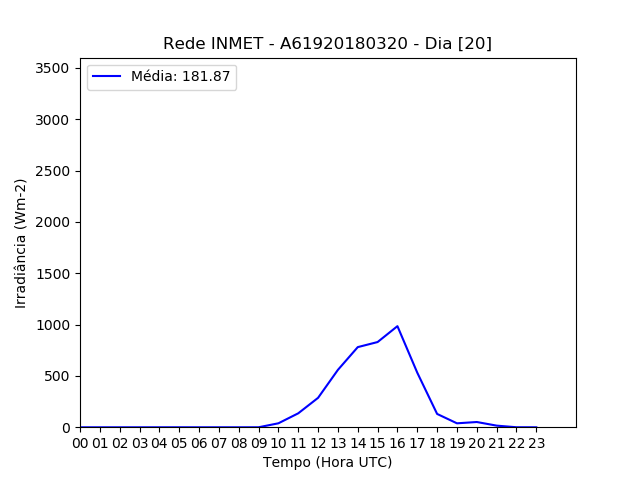 Rede INMET - A61920180320 - Dia [20]
Média: 181.87
Irradiância (Wm-2)
3500
3000
2500
2000
1500
1000
500
0
00 01 02 03 04 05 06 07 08 09 10 11 12 13 14 15 16 17 18 19 20 21 22 23
Tempo (Hora UTC)